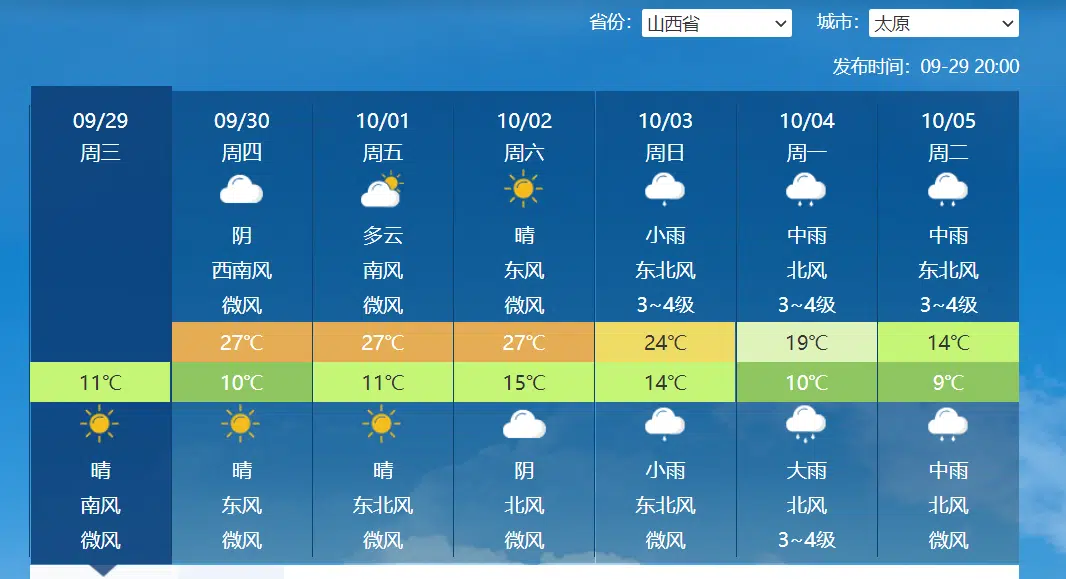 省份: 山西省 城市: 太原
发布时间: 09-29 20:00
09/29 09/30 10/01 10/02 10/03 10/04 10/05
周三 周四 周五 周六 周日 周一 周二
阴 多云 晴 小雨 中雨 中雨
西南风 南风 东风 东北风 北风 东北风
微风 微风 微风 3~4级 3~4级 3~4级
27℃ 27℃ 27℃ 24℃ 19℃ 14℃
11℃ 10℃ 11℃ 15℃ 14℃ 10℃ 9℃
晴 晴 晴 阴 小雨 大雨 中雨
南风 东风 东北风 北风 东北风 北风 北风
微风 微风 微风 微风 微风 3~4级 微风